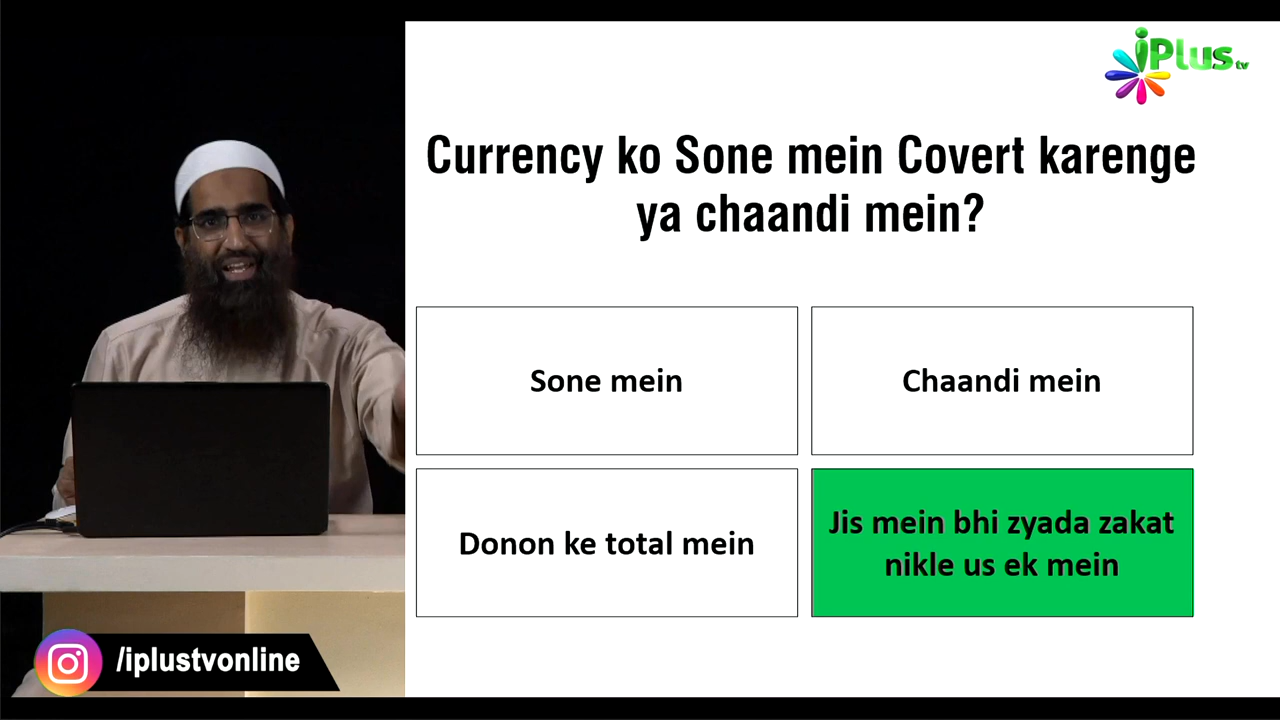 iPlus tv
Currency ko Sone mein Covert karenge
ya chaandi mein?
Sone mein
Chaandi mein
Donon ke total mein
Jis mein bhi zyada zakat
nikle us ek mein
/iplustvonline